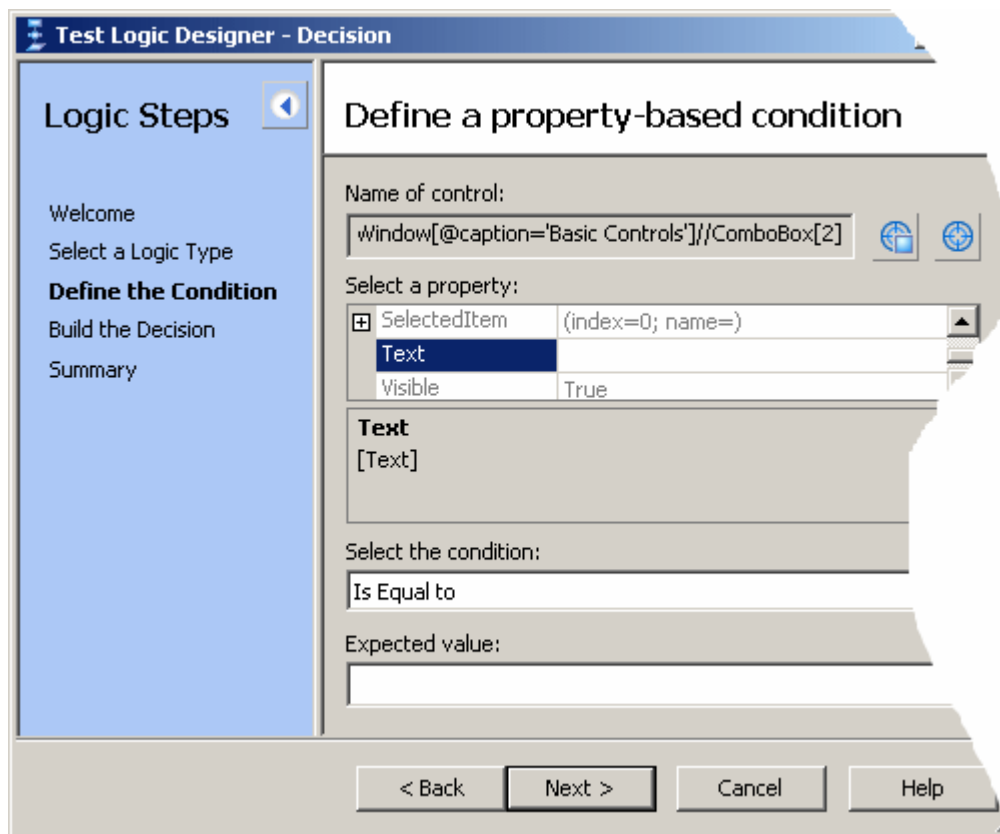 Test Logic Designer - Decision
Logic Steps
Welcome
Select a Logic Type
Define the Condition
Build the Decision
Summary
Define a property-based condition
Name of control:
Window[@caption='Basic Controls']//ComboBox[2]
Select a property:
SelectedItem (index=0; name=)
Text
Visible True
Text
[Text]
Select the condition:
Is Equal to
Expected value:
< Back Next > Cancel Help